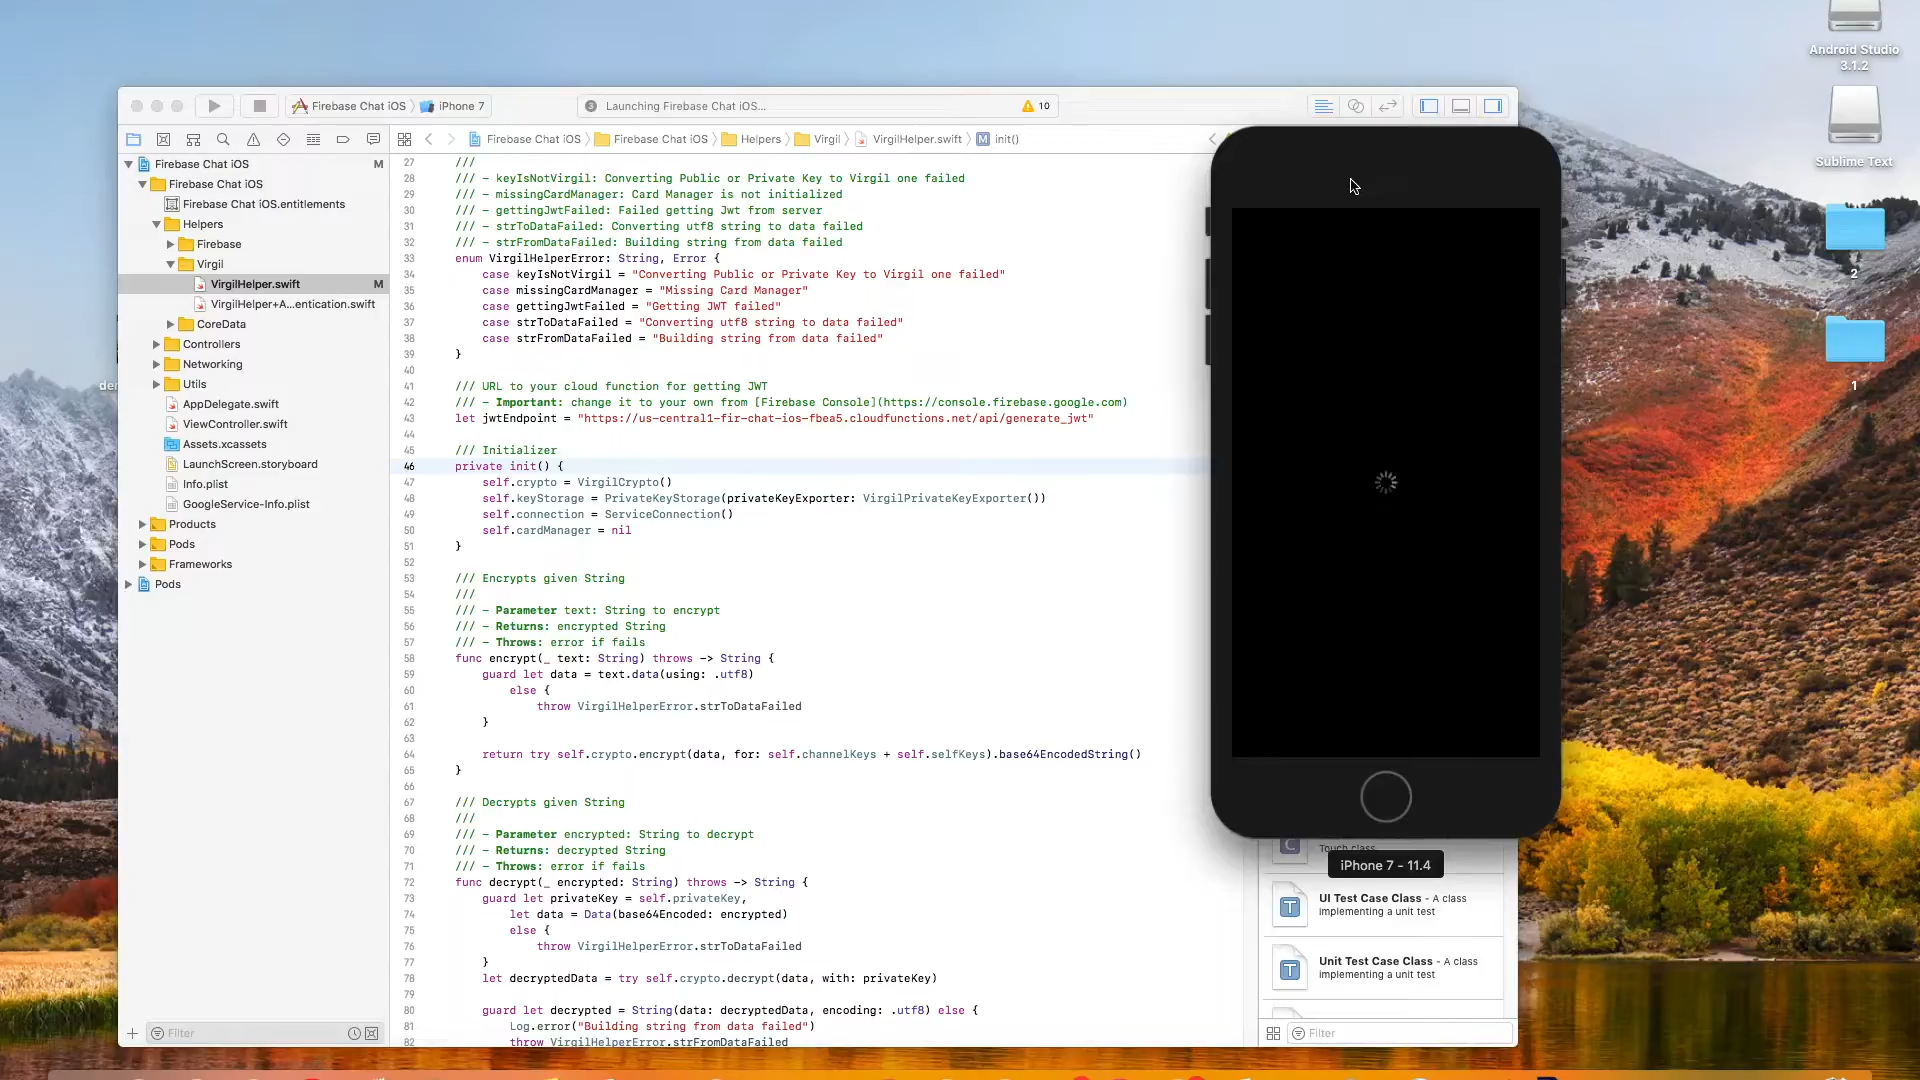 Android Studio
3.1.2
Sublime Text
2
1
Firebase Chat iOS
iPhone 7
3
Launching Firebase Chat iOS...
10
Firebase Chat iOS
Firebase Chat iOS
Helpers
Virgil
VirgilHelper.swift
M
init()
Firebase Chat iOS
M
Firebase Chat iOS
Firebase Chat iOS.entitlements
Helpers
Firebase
Virgil
VirgilHelper.swift
M
VirgilHelper+A...entication.swift
CoreData
Controllers
Networking
Utils
AppDelegate.swift
ViewController.swift
Assets.xcassets
LaunchScreen.storyboard
Info.plist
GoogleService-Info.plist
Products
Pods
Frameworks
Pods
Filter
27 ///
28 /// - keyIsNotVirgil: Converting Public or Private Key to Virgil one failed
29 /// - missingCardManager: Card Manager is not initialized
30 /// - gettingJwtFailed: Failed getting Jwt from server
31 /// - strToDataFailed: Converting utf8 string to data failed
32 /// - strFromDataFailed: Building string from data failed
33 enum VirgilHelperError: String, Error {
34 case keyIsNotVirgil = "Converting Public or Private Key to Virgil one failed"
35 case missingCardManager = "Missing Card Manager"
36 case gettingJwtFailed = "Getting JWT failed"
37 case strToDataFailed = "Converting utf8 string to data failed"
38 case strFromDataFailed = "Building string from data failed"
39 }
40
41 /// URL to your cloud function for getting JWT
42 /// - Important: change it to your own from [Firebase Console](https://console.firebase.google.com)
43 let jwtEndpoint = "https://us-central1-fir-chat-ios-fbea5.cloudfunctions.net/api/generate_jwt"
44
45 /// Initializer
46 private init() {
47 self.crypto = VirgilCrypto()
48 self.keyStorage = PrivateKeyStorage(privateKeyExporter: VirgilPrivateKeyExporter())
49 self.connection = ServiceConnection()
50 self.cardManager = nil
51 }
52
53 /// Encrypts given String
54 ///
55 /// - Parameter text: String to encrypt
56 /// - Returns: encrypted String
57 /// - Throws: error if fails
58 func encrypt(_ text: String) throws -> String {
59 guard let data = text.data(using: .utf8)
60 else {
61 throw VirgilHelperError.strToDataFailed
62 }
63
64 return try self.crypto.encrypt(data, for: self.channelKeys + self.selfKeys).base64EncodedString()
65 }
66
67 /// Decrypts given String
68 ///
69 /// - Parameter encrypted: String to decrypt
70 /// - Returns: decrypted String
71 /// - Throws: error if fails
72 func decrypt(_ encrypted: String) throws -> String {
73 guard let privateKey = self.privateKey,
74 let data = Data(base64Encoded: encrypted)
75 else {
76 throw VirgilHelperError.strToDataFailed
77 }
78 let decryptedData = try self.crypto.decrypt(data, with: privateKey)
79
80 guard let decrypted = String(data: decryptedData, encoding: .utf8) else {
81 Log.error("Building string from data failed")
82 throw VirgilHelperError.strFromDataFailed
iPhone 7 - 11.4
C
Touch class
T
UI Test Case Class - A class
implementing a unit test
T
Unit Test Case Class - A class
implementing a unit test
Filter